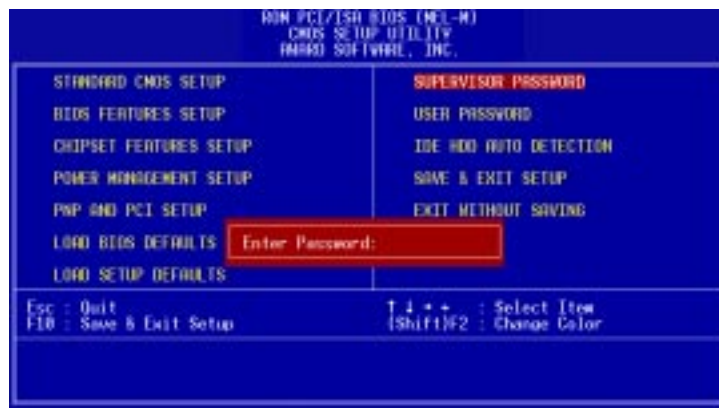 ROM PCI/ISA BIOS (MEL-M)
CMOS SETUP UTILITY
AWARD SOFTWARE, INC.
STANDARD CMOS SETUP
BIOS FEATURES SETUP
CHIPSET FEATURES SETUP
POWER MANAGEMENT SETUP
PNP AND PCI SETUP
LOAD BIOS DEFAULTS
LOAD SETUP DEFAULTS
SUPERVISOR PASSWORD
USER PASSWORD
IDE HDD AUTO DETECTION
SAVE & EXIT SETUP
EXIT WITHOUT SAVING
Enter Password:
Esc : Quit
F10 : Save & Exit Setup
↑ ↓ → ← : Select Item
(Shift)F2 : Change Color